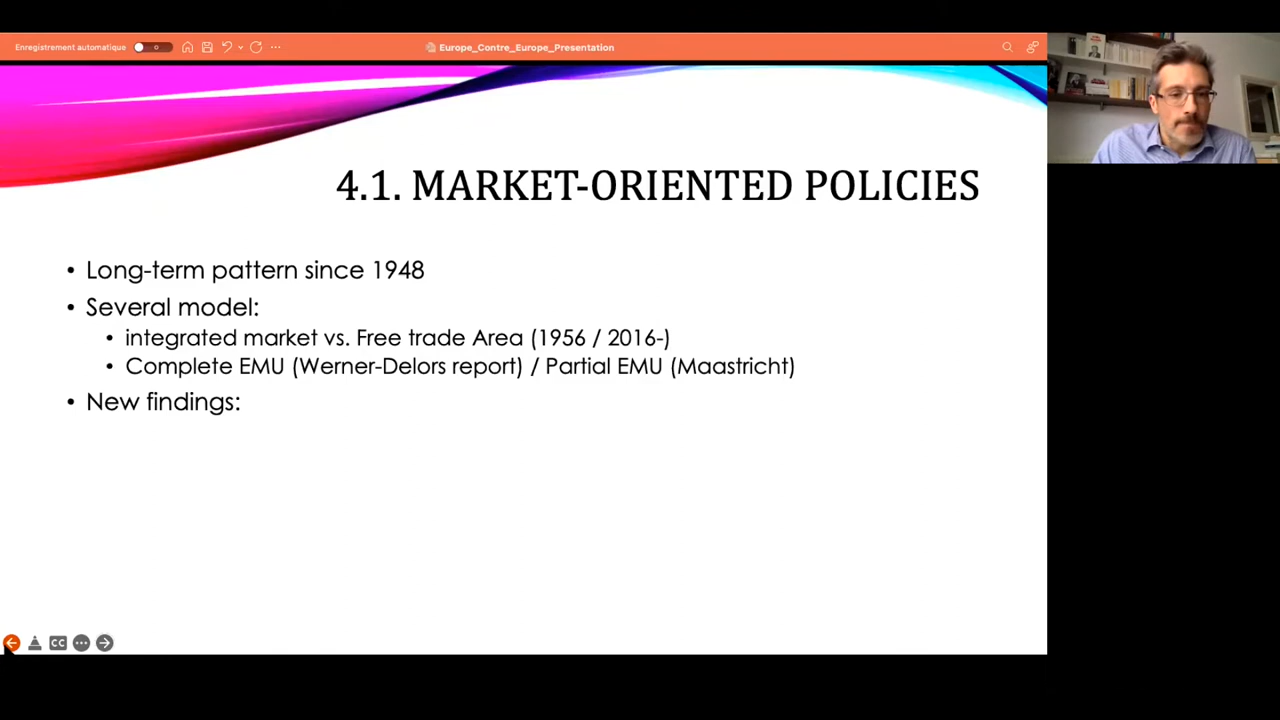 Enregistrement automatique
Europe_Contre_Europe_Presentation
4.1. MARKET-ORIENTED POLICIES
• Long-term pattern since 1948
• Several model:
• integrated market vs. Free trade Area (1956 / 2016-)
• Complete EMU (Werner-Delors report) / Partial EMU (Maastricht)
• New findings:
CC